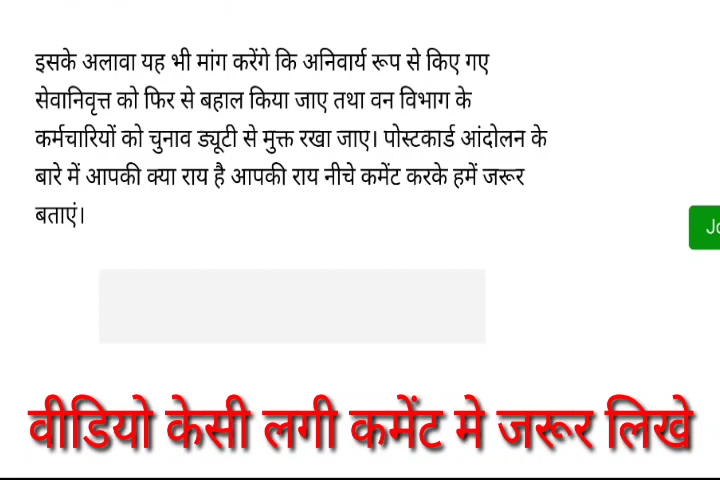 इसके अलावा यह भी मांग करेंगे कि अनिवार्य रूप से किए गए
सेवानिवृत्त को फिर से बहाल किया जाए तथा वन विभाग के
कर्मचारियों को चुनाव ड्यूटी से मुक्त रखा जाए। पोस्टकार्ड आंदोलन के
बारे में आपकी क्या राय है आपकी राय नीचे कमेंट करके हमें जरूर
बताएं।
वीडियो केसी लगी कमेंट मे जरूर लिखे